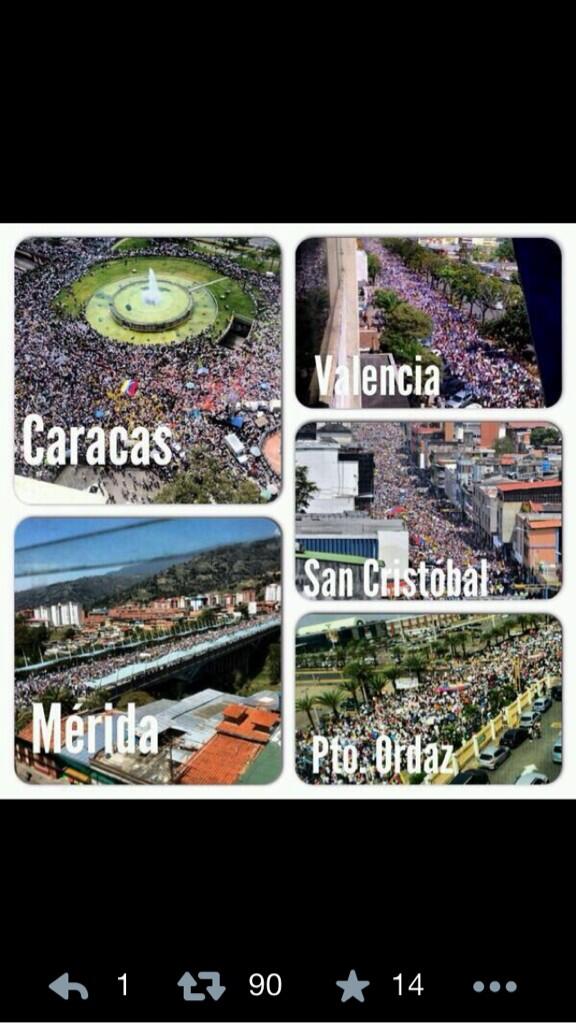 Caracas
Valencia
San Cristóbal
Mérida
Pto. Ordaz
1 90 14